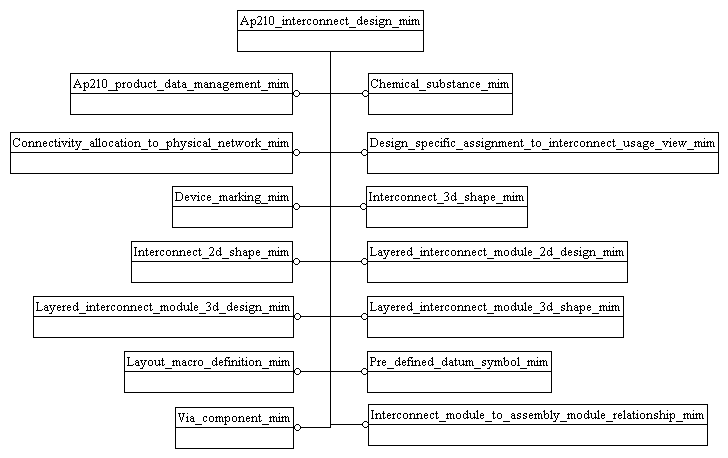 Ap210_interconnect_design_mim
Ap210_product_data_management_mim
Chemical_substance_mim
Connectivity_allocation_to_physical_network_mim
Design_specific_assignment_to_interconnect_usage_view_mim
Device_marking_mim
Interconnect_3d_shape_mim
Interconnect_2d_shape_mim
Layered_interconnect_module_2d_design_mim
Layered_interconnect_module_3d_design_mim
Layered_interconnect_module_3d_shape_mim
Layout_macro_definition_mim
Pre_defined_datum_symbol_mim
Via_component_mim
Interconnect_module_to_assembly_module_relationship_mim